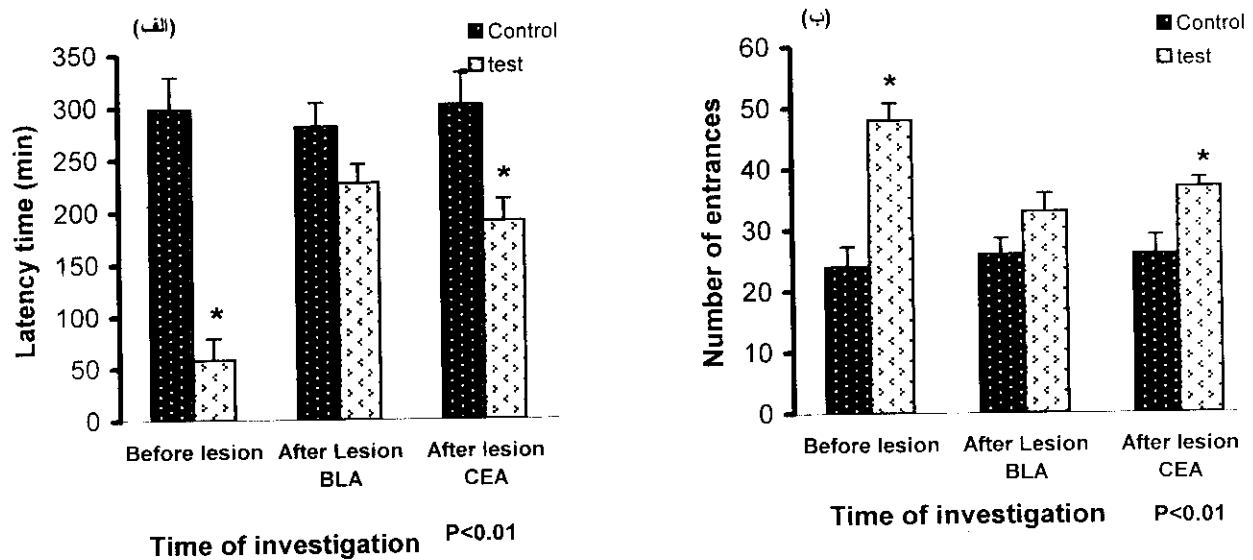 (الف)
Control
test
Latency time (min)
350
300
250
200
150
100
50
0
*
*
Before lesion
After Lesion
BLA
After lesion
CEA
Time of investigation P<0.01
(ب)
Control
test
Number of entrances
60
50
40
30
20
10
0
*
*
Before lesion
After Lesion
BLA
After lesion
CEA
Time of investigation P<0.01